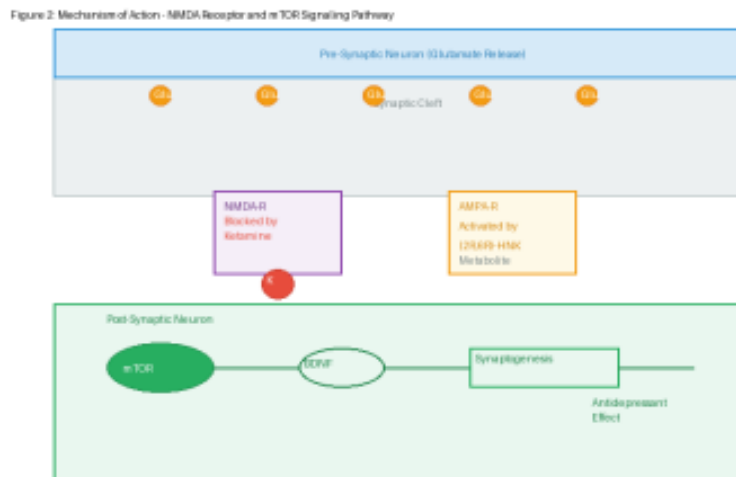 Figure 2: Mechanism of Action - NMDA Receptor and mTOR Signaling Pathway
Pre-Synaptic Neuron (Glutamate Release)
Glu Glu Glu Glu Glu
Synaptic Cleft
NMDA-R
Blocked by
Ketamine
AMPA-R
Activated by
(2R,6R)-HNK
Metabolite
K
Post-Synaptic Neuron
mTOR
BDNF
Synaptogenesis
Antidepressant
Effect